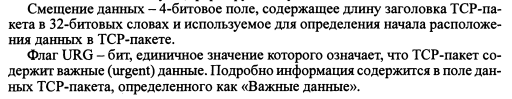 Смещение данных – 4-битовое поле, содержащее длину заголовка TCP-па-
кета в 32-битовых словах и используемое для определения начала расположе-
ния данных в TCP-пакете.
Флаг URG – бит, единичное значение которого означает, что TCP-пакет со-
держит важные (urgent) данные. Подробно информация содержится в поле дан-
ных TCP-пакета, определенного как «Важные данные».